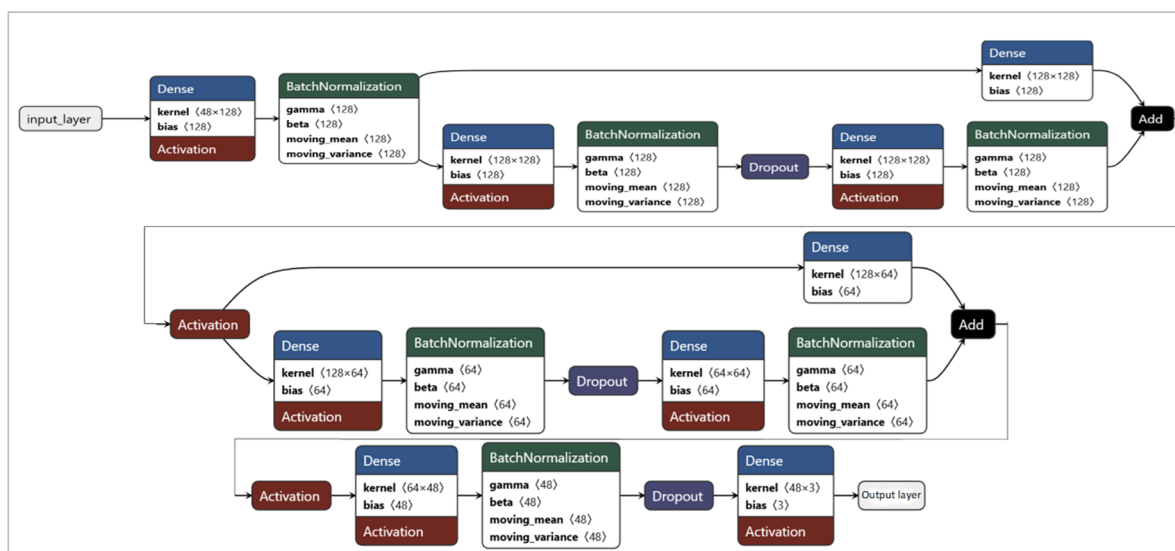 input_layer
Dense
kernel ⟨48×128⟩
bias ⟨128⟩
Activation
BatchNormalization
gamma ⟨128⟩
beta ⟨128⟩
moving_mean ⟨128⟩
moving_variance ⟨128⟩
Dense
kernel ⟨128×128⟩
bias ⟨128⟩
Dense
kernel ⟨128×128⟩
bias ⟨128⟩
Activation
BatchNormalization
gamma ⟨128⟩
beta ⟨128⟩
moving_mean ⟨128⟩
moving_variance ⟨128⟩
Dropout
Dense
kernel ⟨128×128⟩
bias ⟨128⟩
Activation
BatchNormalization
gamma ⟨128⟩
beta ⟨128⟩
moving_mean ⟨128⟩
moving_variance ⟨128⟩
Add
Activation
Dense
kernel ⟨128×64⟩
bias ⟨64⟩
Dense
kernel ⟨128×64⟩
bias ⟨64⟩
Activation
BatchNormalization
gamma ⟨64⟩
beta ⟨64⟩
moving_mean ⟨64⟩
moving_variance ⟨64⟩
Dropout
Dense
kernel ⟨64×64⟩
bias ⟨64⟩
Activation
BatchNormalization
gamma ⟨64⟩
beta ⟨64⟩
moving_mean ⟨64⟩
moving_variance ⟨64⟩
Add
Activation
Dense
kernel ⟨64×48⟩
bias ⟨48⟩
Activation
BatchNormalization
gamma ⟨48⟩
beta ⟨48⟩
moving_mean ⟨48⟩
moving_variance ⟨48⟩
Dropout
Dense
kernel ⟨48×3⟩
bias ⟨3⟩
Activation
Output layer